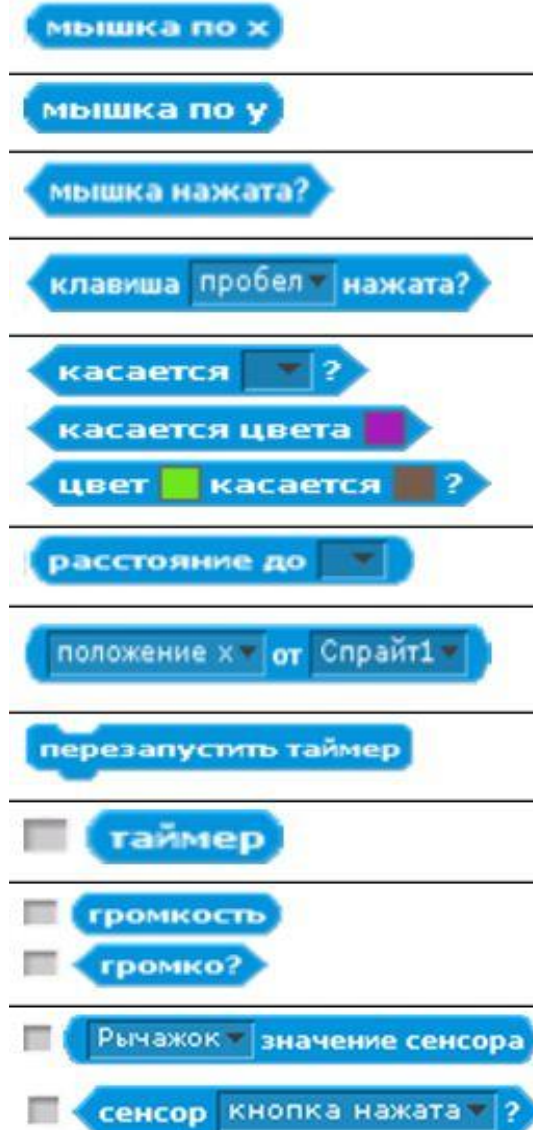 мышка по x
мышка по y
мышка нажата?
клавиша пробел нажата?
касается ?
касается цвета
цвет касается ?
расстояние до
положение x от Спрайт1
перезапустить таймер
таймер
громкость
громко?
Рычажок значение сенсора
сенсор кнопка нажата ?